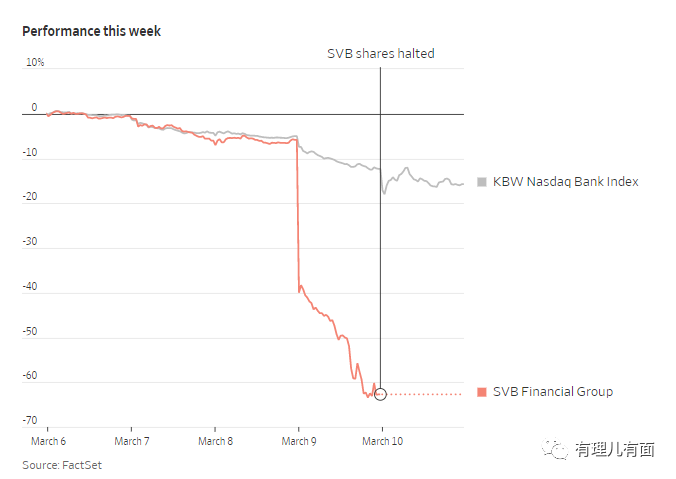 Performance this week
SVB shares halted
10%
0
-10
-20
-30
-40
-50
-60
-70
KBW Nasdaq Bank Index
SVB Financial Group
March 6 March 7 March 8 March 9 March 10
Source: FactSet
有理儿有面